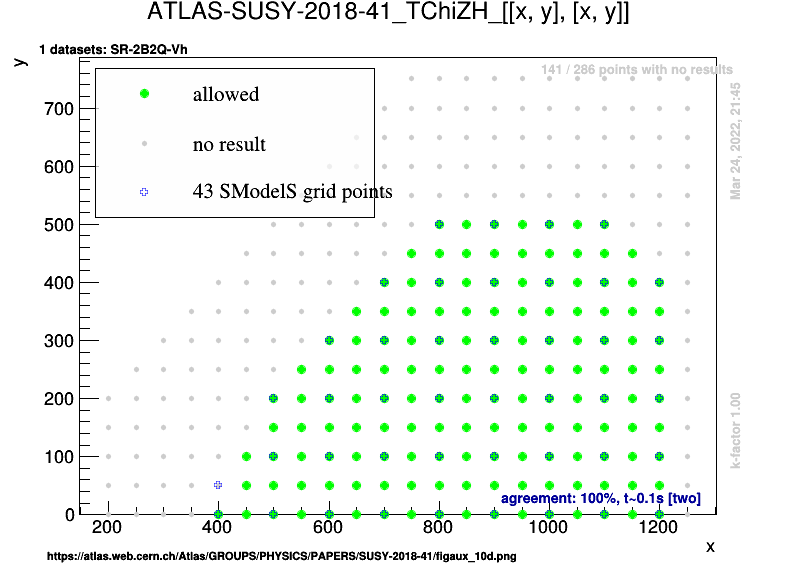 ATLAS-SUSY-2018-41_TChiZH_[[x, y], [x, y]]
1 datasets: SR-2B2Q-Vh
y
141 / 286 points with no results
allowed
no result
43 SModelS grid points
700
600
500
400
300
200
100
0
200 400 600 800 1000 1200
x
agreement: 100%, t~0.1s [two]
Mar 24, 2022, 21:45
k-factor 1.00
https://atlas.web.cern.ch/Atlas/GROUPS/PHYSICS/PAPERS/SUSY-2018-41/figaux_10d.png